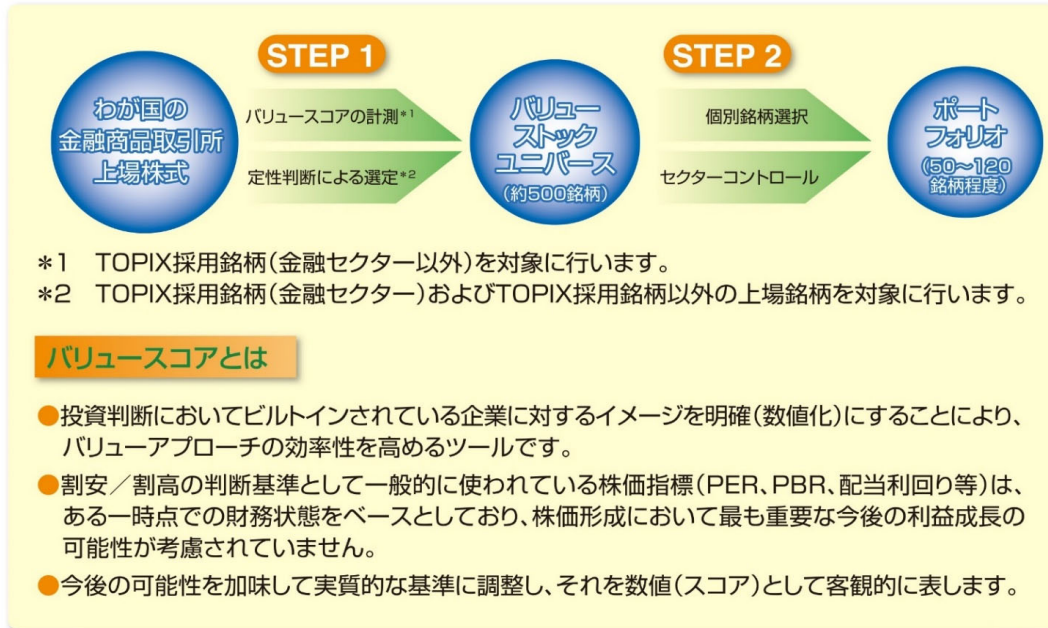 STEP 1
STEP 2
わが国の
金融商品取引所
上場株式
バリュースコアの計測*1
定性判断による選定*2
バリュー
ストック
ユニバース
(約500銘柄)
個別銘柄選択
セクターコントロール
ポート
フォリオ
(50～120
銘柄程度)
*1 TOPIX採用銘柄(金融セクター以外)を対象に行います。
*2 TOPIX採用銘柄(金融セクター)およびTOPIX採用銘柄以外の上場銘柄を対象に行います。
バリュースコアとは
●投資判断においてビルトインされている企業に対するイメージを明確(数値化)にすることにより、
バリューアプローチの効率性を高めるツールです。
●割安／割高の判断基準として一般的に使われている株価指標(PER、PBR、配当利回り等)は、
ある一時点での財務状態をベースとしており、株価形成において最も重要な今後の利益成長の
可能性が考慮されていません。
●今後の可能性を加味して実質的な基準に調整し、それを数値(スコア)として客観的に表します。